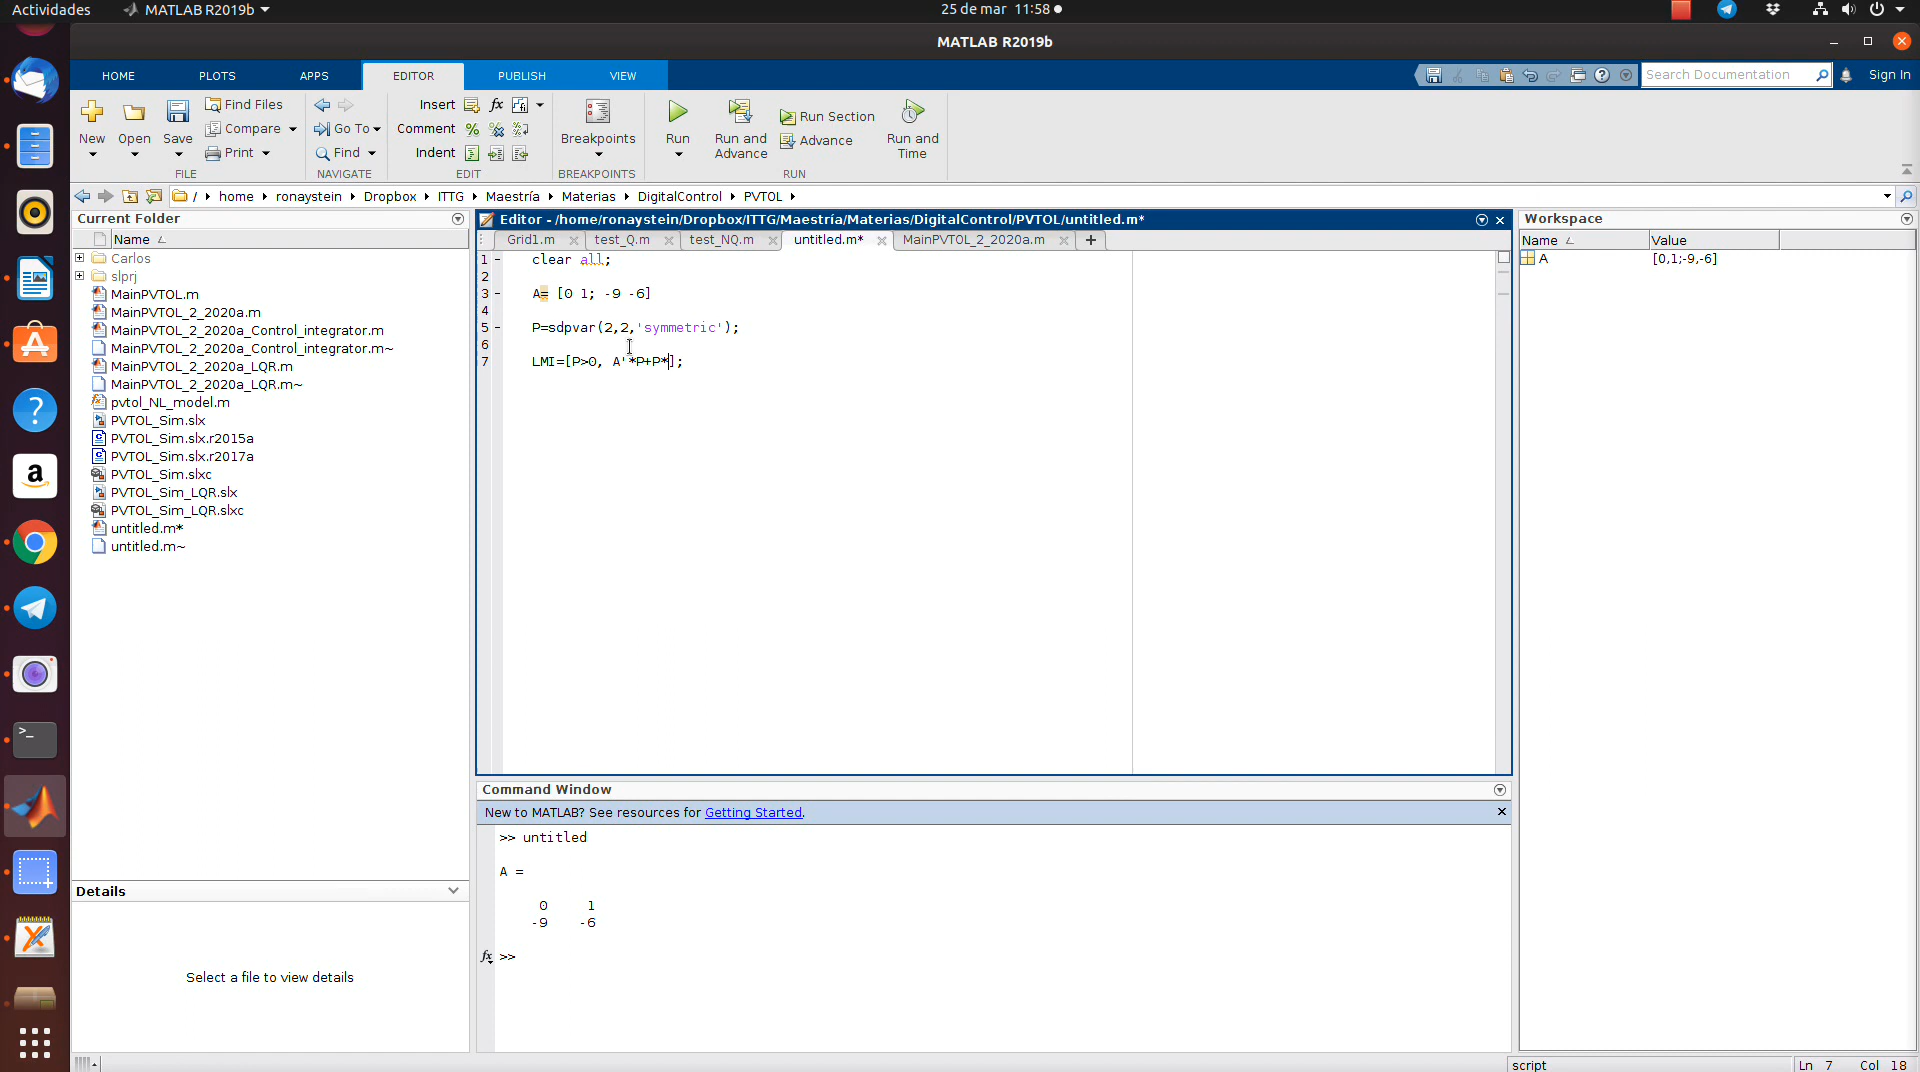 Actividades
MATLAB R2019b
25 de mar 11:58
MATLAB R2019b
HOME
PLOTS
APPS
EDITOR
PUBLISH
VIEW
Search Documentation
Sign In
New
Open
Save
Find Files
Compare
Print
FILE
Go To
Find
NAVIGATE
Insert
fx
Comment
Indent
EDIT
Breakpoints
BREAKPOINTS
Run
Run and
Advance
Run Section
Advance
Run and
Time
RUN
/ home ronaystein Dropbox ITTG Maestría Materias DigitalControl PVTOL
Current Folder
Name
Carlos
slprj
MainPVTOL.m
MainPVTOL_2_2020a.m
MainPVTOL_2_2020a_Control_integrator.m
MainPVTOL_2_2020a_Control_integrator.m~
MainPVTOL_2_2020a_LQR.m
MainPVTOL_2_2020a_LQR.m~
pvtol_NL_model.m
PVTOL_Sim.slx
PVTOL_Sim.slx.r2015a
PVTOL_Sim.slx.r2017a
PVTOL_Sim.slxc
PVTOL_Sim_LQR.slx
PVTOL_Sim_LQR.slxc
untitled.m*
untitled.m~
Details
Select a file to view details
Editor - /home/ronaystein/Dropbox/ITTG/Maestría/Materias/DigitalControl/PVTOL/untitled.m*
Grid1.m
test_Q.m
test_NQ.m
untitled.m*
MainPVTOL_2_2020a.m
1 - clear all;
2
3 - A= [0 1; -9 -6]
4
5 - P=sdpvar(2,2,'symmetric');
6
7 LMI=[P>0, A'*P+P*];
Command Window
New to MATLAB? See resources for Getting Started.
>> untitled
A =
0 1
-9 -6
fx >>
Workspace
Name Value
A [0,1;-9,-6]
script
Ln 7 Col 18